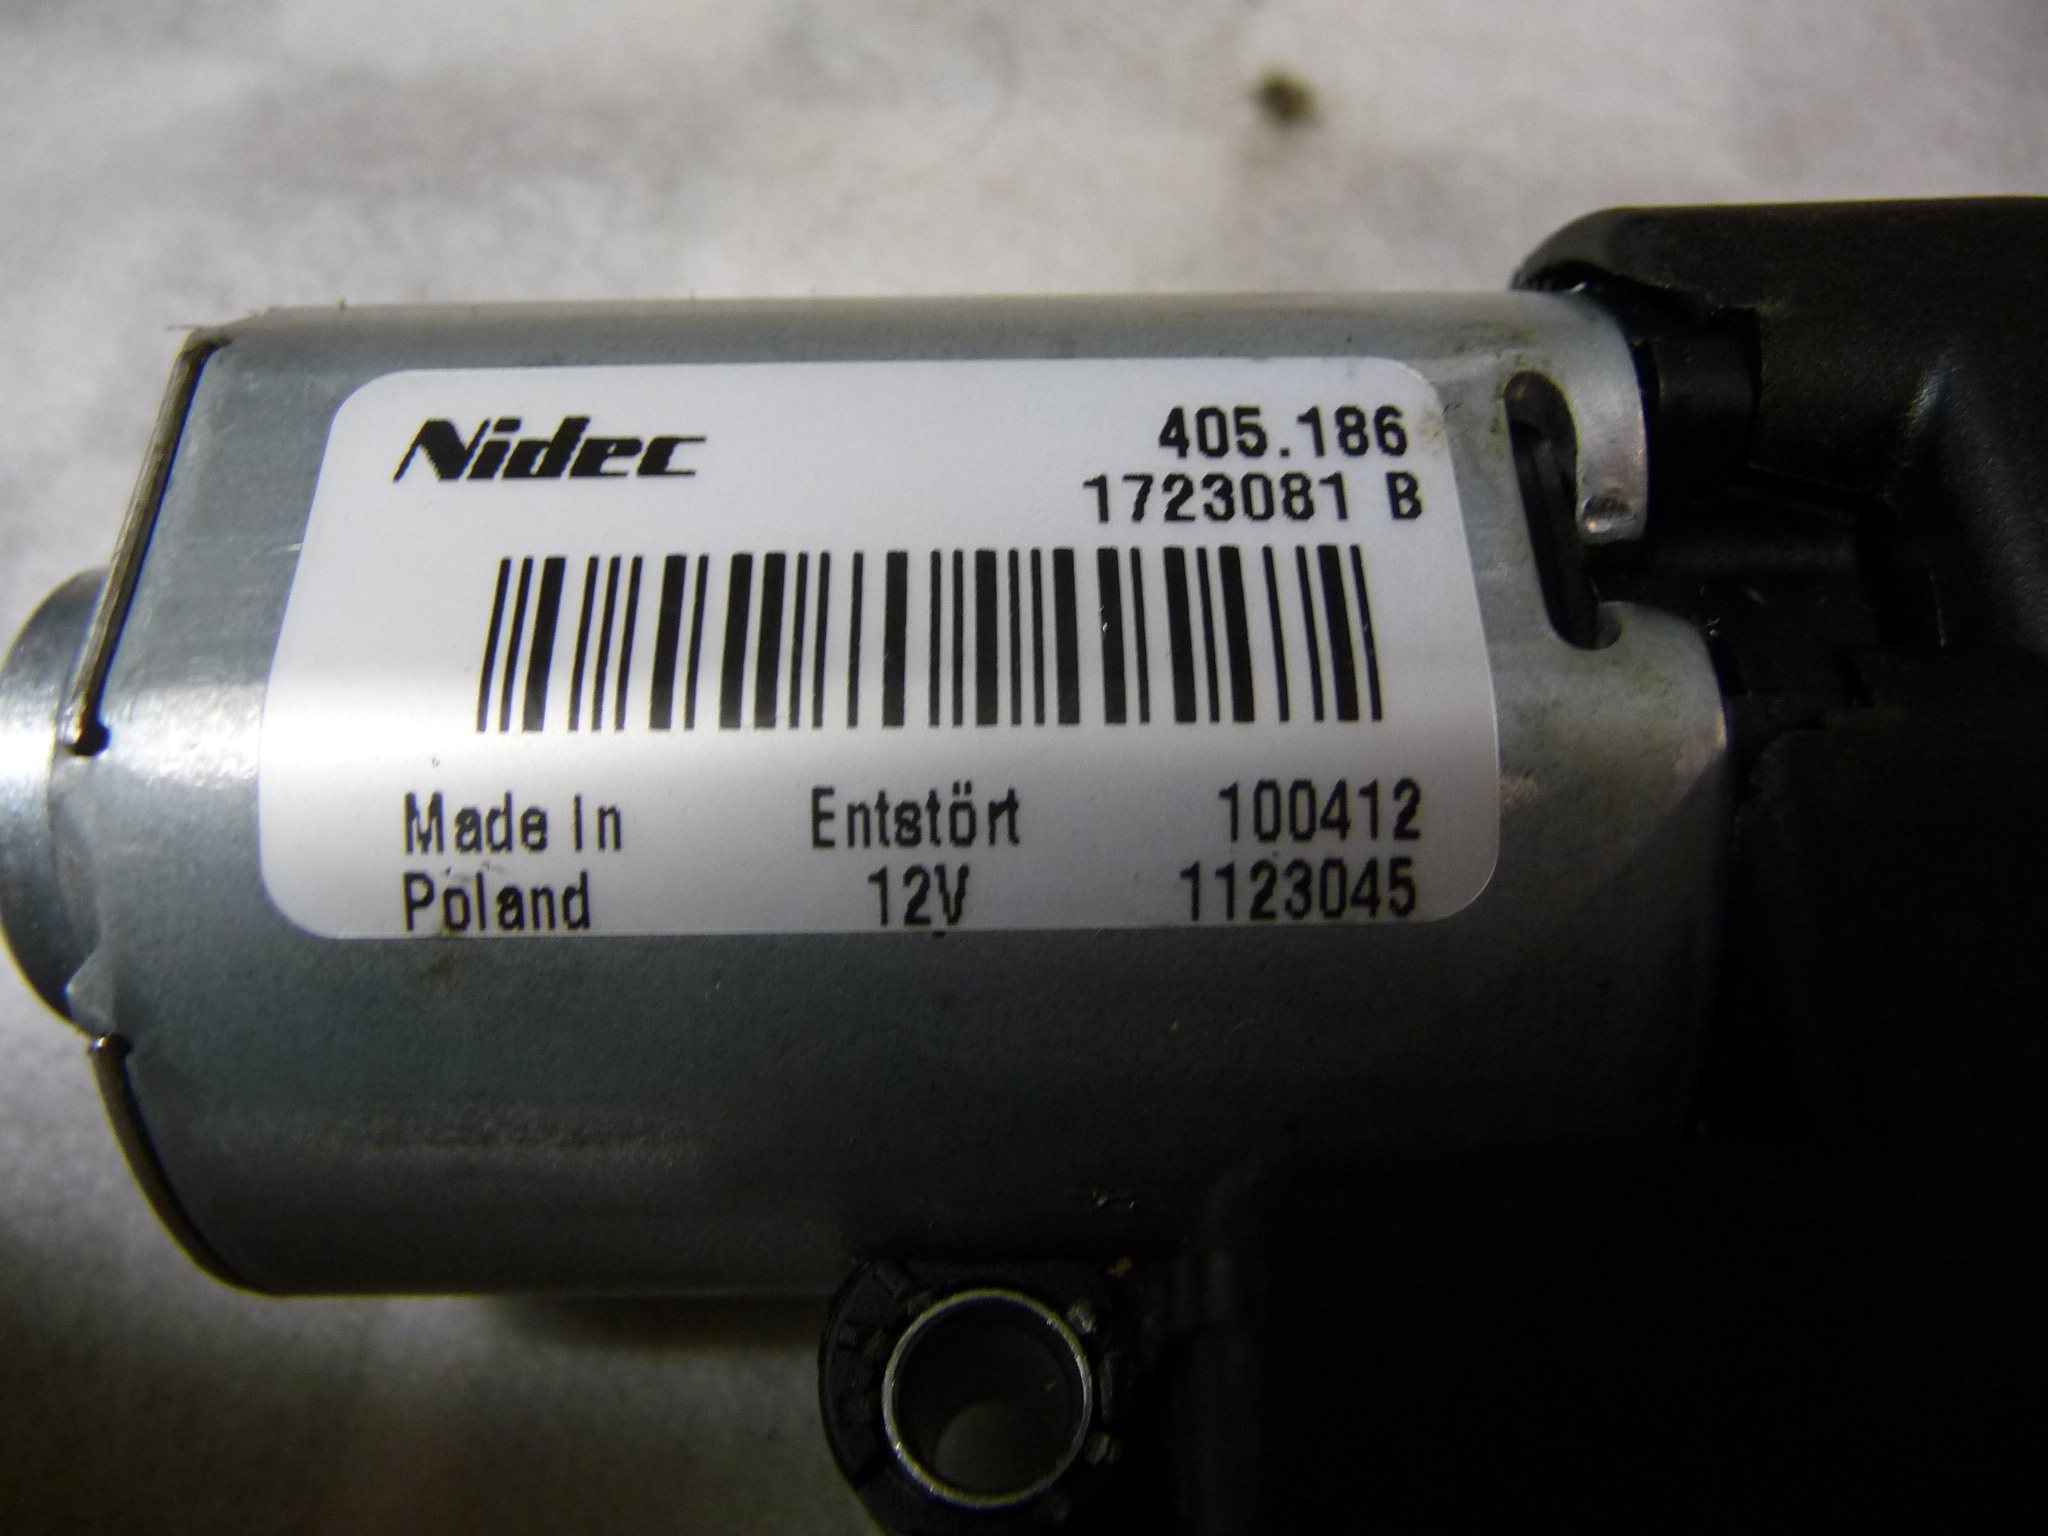 Nidec
405.186
1723081 B
Made in Entstört 100412
Poland 12V 1123045